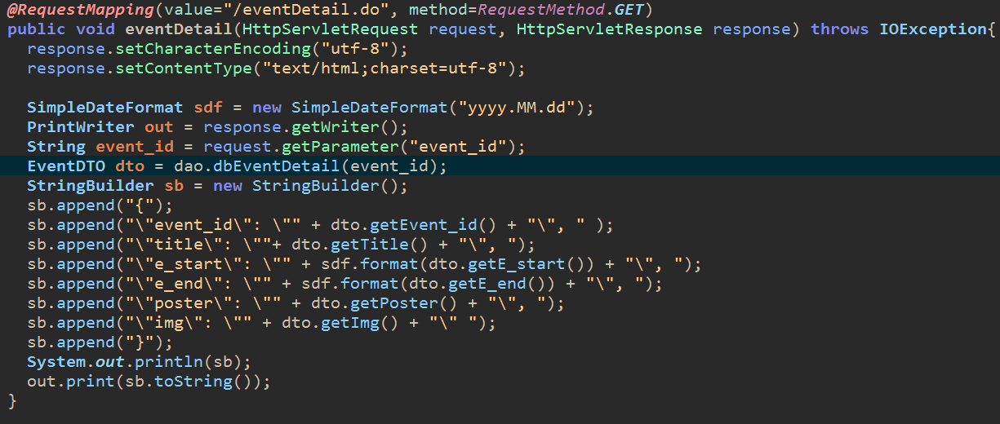 @RequestMapping(value="/eventDetail.do", method=RequestMethod.GET)
public void eventDetail(HttpServletRequest request, HttpServletResponse response) throws IOException{
response.setCharacterEncoding("utf-8");
response.setContentType("text/html;charset=utf-8");
SimpleDateFormat sdf = new SimpleDateFormat("yyyy.MM.dd");
PrintWriter out = response.getWriter();
String event_id = request.getParameter("event_id");
EventDTO dto = dao.dbEventDetail(event_id);
StringBuilder sb = new StringBuilder();
sb.append("{");
sb.append("\"event_id\": \"" + dto.getEvent_id() + "\", " );
sb.append("\"title\": \""+ dto.getTitle() + "\", ");
sb.append("\"e_start\": \"" + sdf.format(dto.getE_start()) + "\", ");
sb.append("\"e_end\": \"" + sdf.format(dto.getE_end()) + "\", ");
sb.append("\"poster\": \"" + dto.getPoster() + "\", ");
sb.append("\"img\": \"" + dto.getImg() + "\" ");
sb.append("}");
System.out.println(sb);
out.print(sb.toString());
}